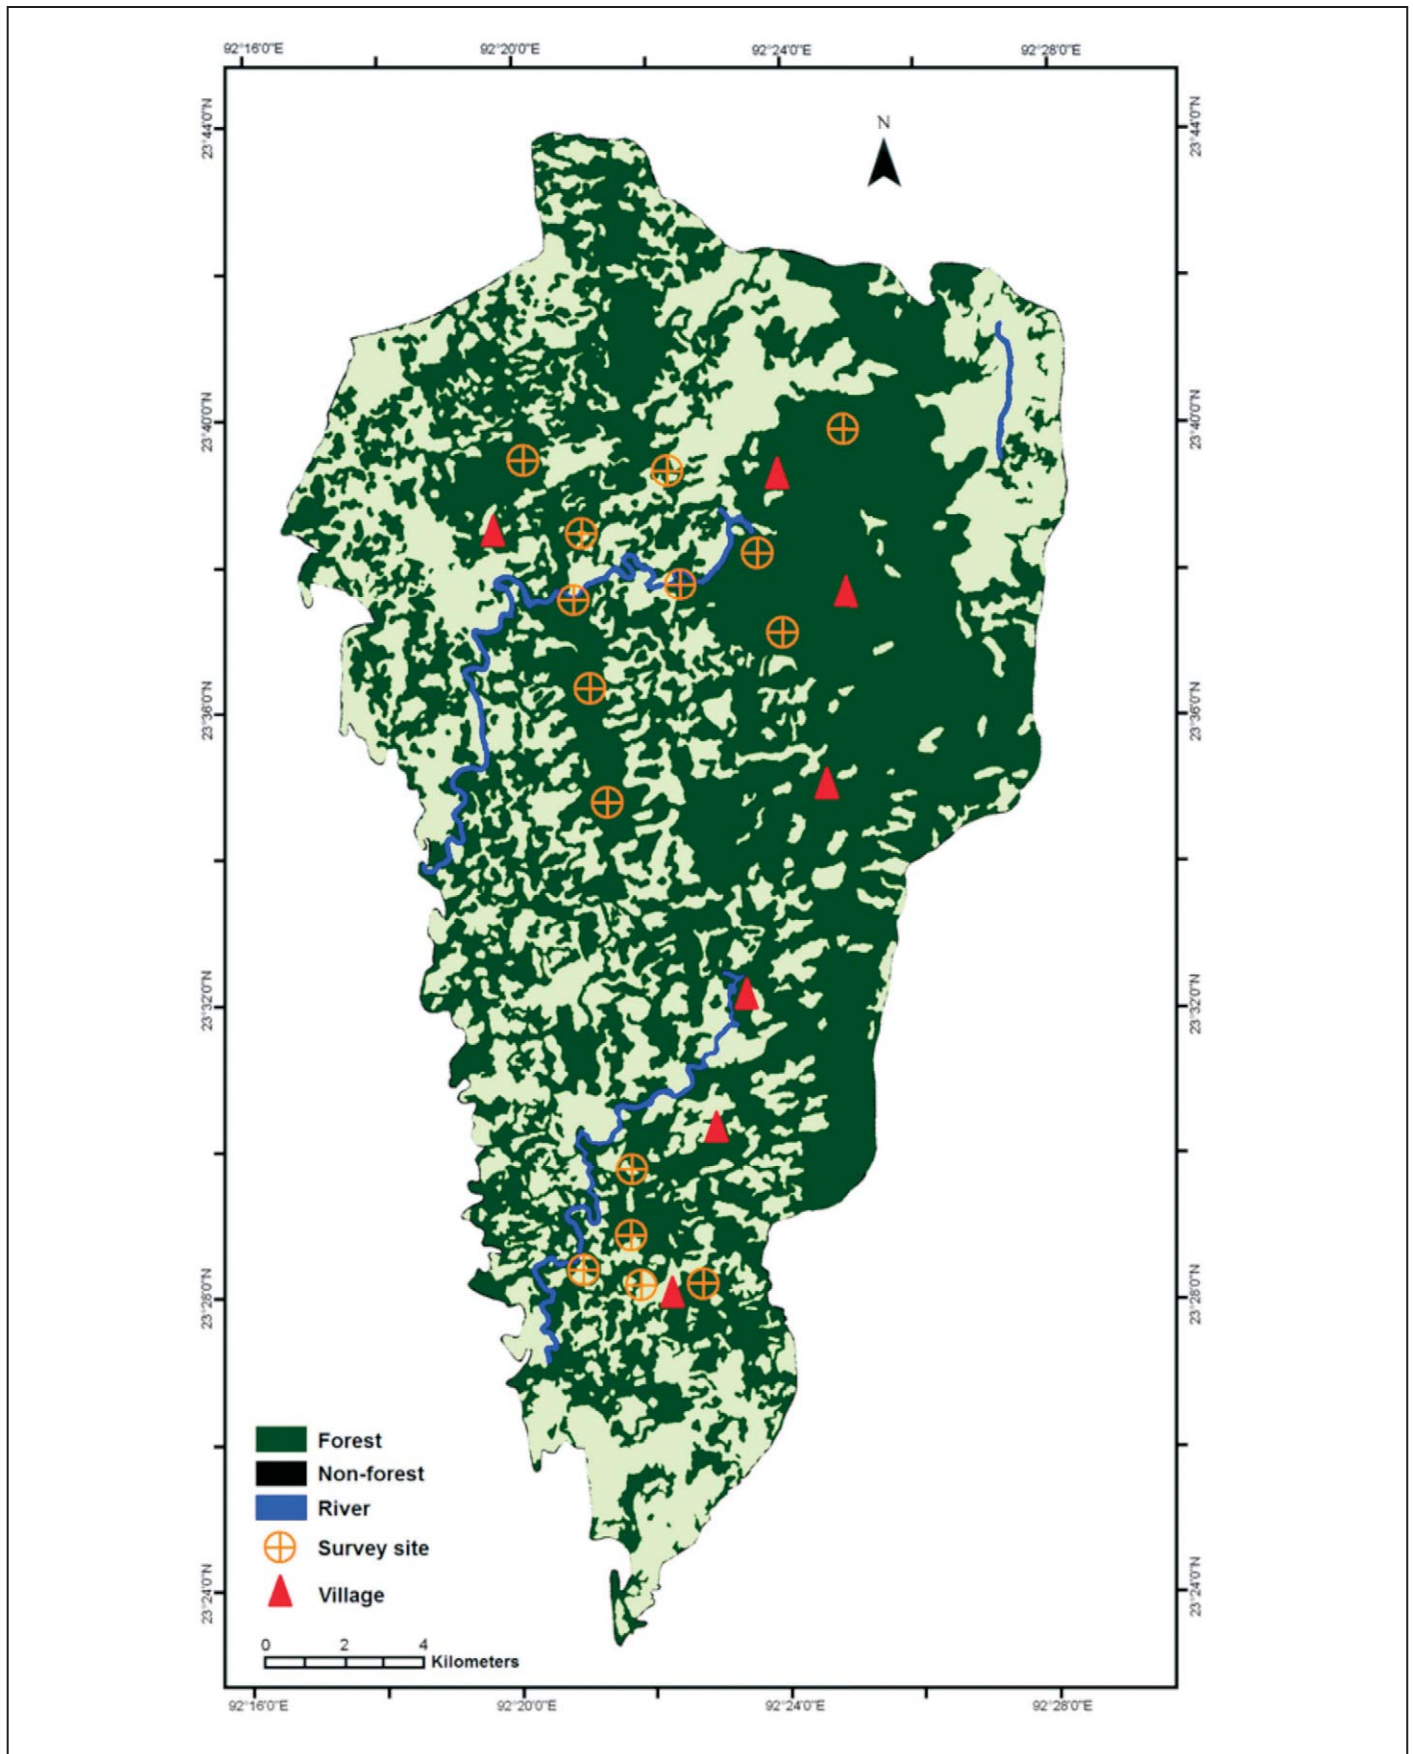 92°16'0"E 92°20'0"E 92°24'0"E 92°28'0"E
N
23°44'0"N 23°44'0"N
23°40'0"N 23°40'0"N
23°36'0"N 23°36'0"N
23°32'0"N 23°32'0"N
23°28'0"N 23°28'0"N
23°24'0"N 23°24'0"N
Forest
Non-forest
River
Survey site
Village
0 2 4
Kilometers
92°16'0"E 92°20'0"E 92°24'0"E 92°28'0"E